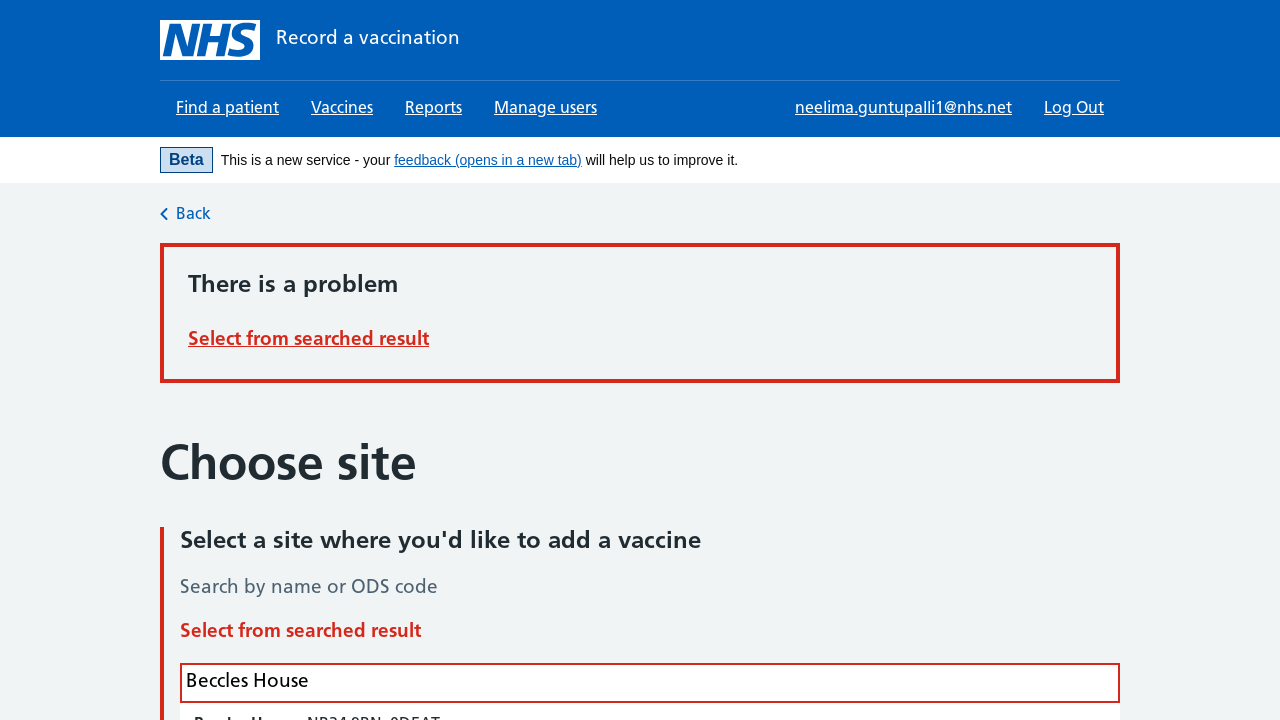 NHS Record a vaccination
Find a patient Vaccines Reports Manage users neelima.guntupalli1@nhs.net Log Out
Beta This is a new service - your feedback (opens in a new tab) will help us to improve it.
Back
There is a problem
Select from searched result
Choose site
Select a site where you'd like to add a vaccine
Search by name or ODS code
Select from searched result
Beccles House